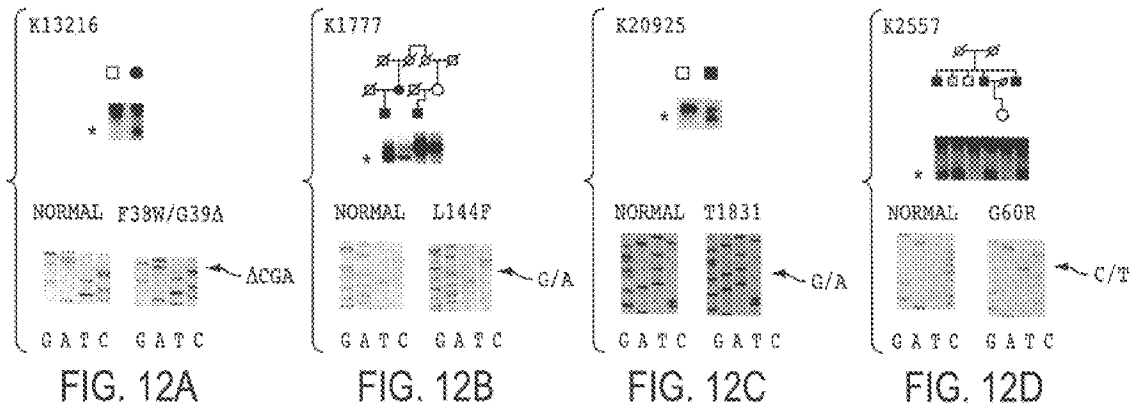 K13216 K1777 K20925 K2557
* * * *
NORMAL F38W/G39Δ NORMAL L144F NORMAL T1831 NORMAL G60R
ΔCGA G/A G/A C/T
G A T C G A T C G A T C G A T C G A T C G A T C G A T C G A T C
FIG. 12A FIG. 12B FIG. 12C FIG. 12D